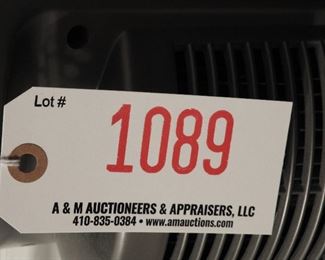 Lot #
1089
A & M AUCTIONEERS & APPRAISERS, LLC
410-835-0384 • www.amauctions.com